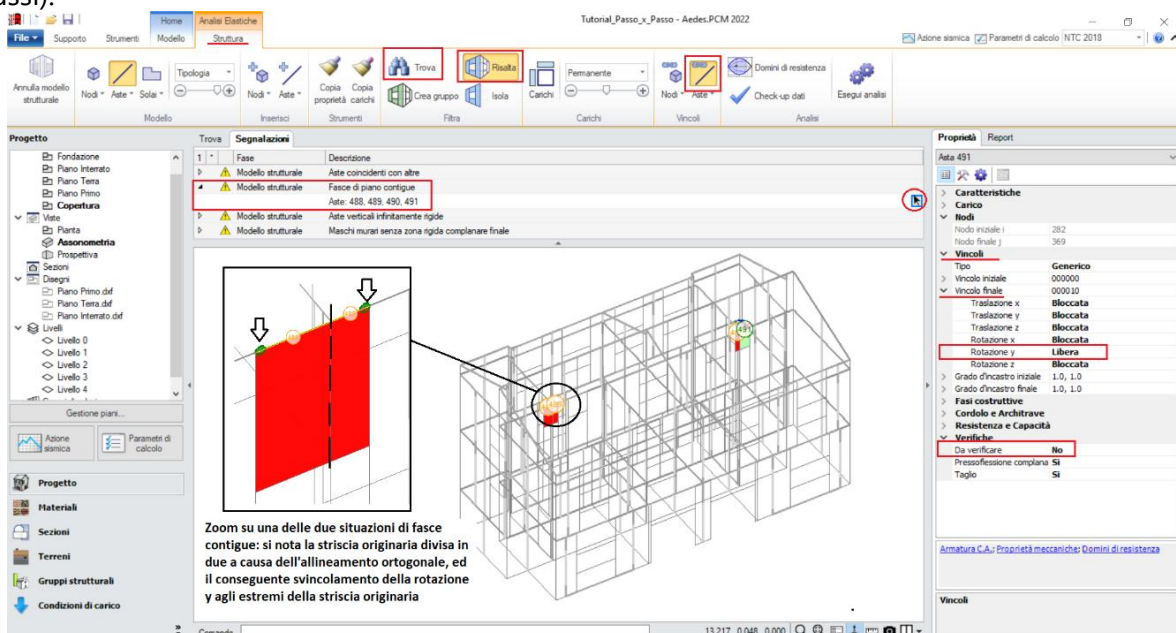 assi).
Tutorial_Passo_x_Passo - Aedes.PCM 2022
Home Analisi Elastiche
File Supporto Strumenti Modello Struttura
Azione sismica Parametri di calcolo NTC 2018
Annulla modello strutturale
Nodi Aste Solai
Tipologia
Modello
Nodi Aste
Inserisci
Copia proprietà Copia carichi
Strumenti
Trova
Crea gruppo
Risalta
Isola
Filtra
Carichi
Permanente
Carichi
Nodi Aste
Vincoli
Domini di resistenza
Check-up dati
Esegui analisi
Analisi
Progetto
Fondazione
Piano Interrato
Piano Terra
Piano Primo
Copertura
Viste
Pianta
Assonometria
Prospettiva
Sezioni
Disegni
Piano Primo.dxf
Piano Terra.dxf
Piano Interrato.dxf
Livelli
Livello 0
Livello 1
Livello 2
Livello 3
Livello 4
Gestione piani...
Azione sismica
Parametri di calcolo
Progetto
Materiali
Sezioni
Terreni
Gruppi strutturali
Condizioni di carico
Trova Segnalazioni
1 * Fase Descrizione
Modello strutturale Aste coincidenti con altre
Modello strutturale Fasce di piano contigue
Aste: 488, 489, 490, 491
Modello strutturale Aste verticali infinitamente rigide
Modello strutturale Maschi murari senza zona rigida complanare finale
491
Zoom su una delle due situazioni di fasce
contigue: si nota la striscia originaria divisa in
due a causa dell'allineamento ortogonale, ed
il conseguente svincolamento della rotazione
y agli estremi della striscia originaria
Comando
13.217 0.048 0.000
Proprietà Report
Asta 491
Caratteristiche
Carico
Nodi
Nodo iniziale i 282
Nodo finale j 369
Vincoli
Tipo Generico
Vincolo iniziale 000000
Vincolo finale 000010
Traslazione x Bloccata
Traslazione y Bloccata
Traslazione z Bloccata
Rotazione x Bloccata
Rotazione y Libera
Rotazione z Bloccata
Grado d'incastro iniziale 1.0, 1.0
Grado d'incastro finale 1.0, 1.0
Fasi costruttive
Cordolo e Architrave
Resistenza e Capacità
Verifiche
Da verificare No
Pressoflessione complana Sì
Taglio Sì
Armatura C.A.; Proprietà meccaniche; Domini di resistenza
Vincoli